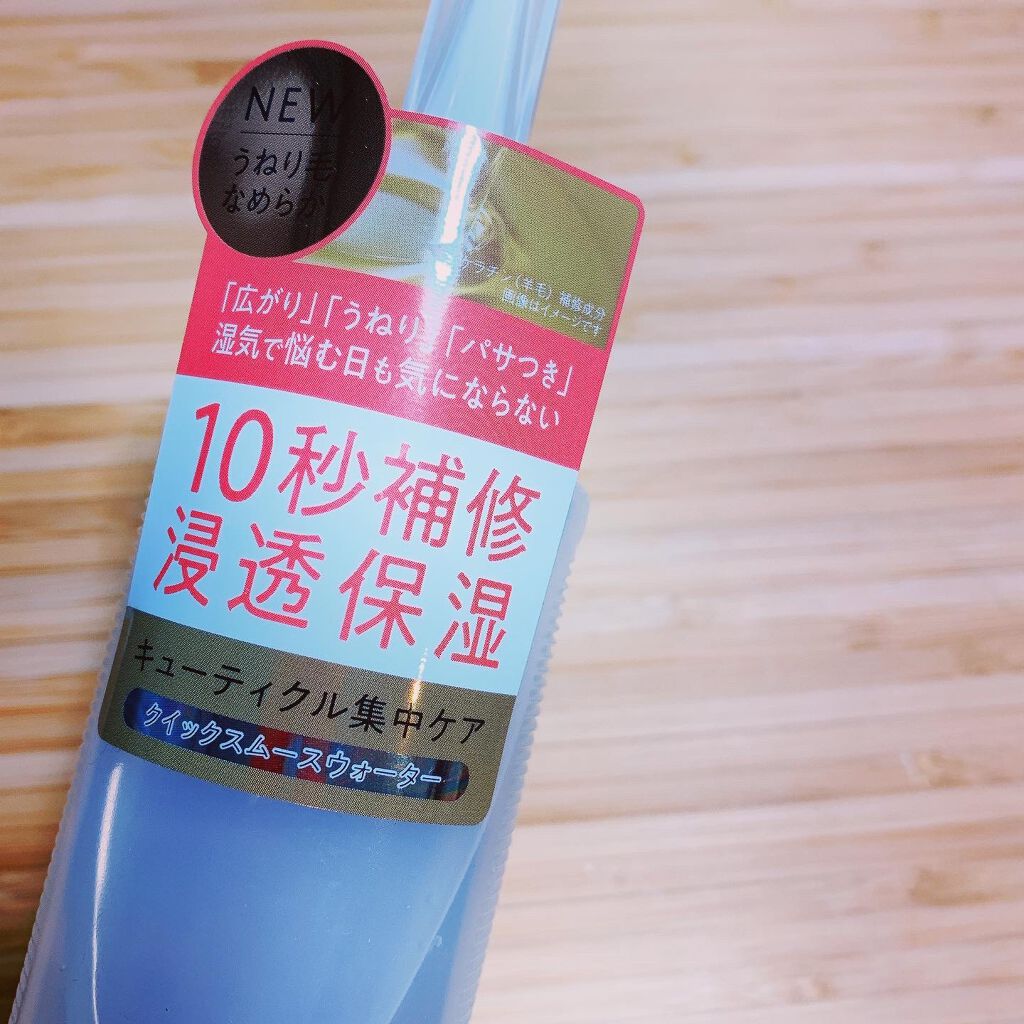 NEW
うねり毛
なめらか
ケラチン(羊毛) 補修成分
画像はイメージです
「広がり」「うねり」「パサつき」
湿気で悩む日も気にならない
10秒補修
浸透保湿
キューティクル集中ケア
クイックスムースウォーター